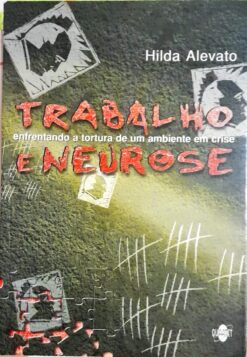 Hilda Alevato
TRABALHO
enfrentando a tortura de um ambiente em crise
E NEUROSE